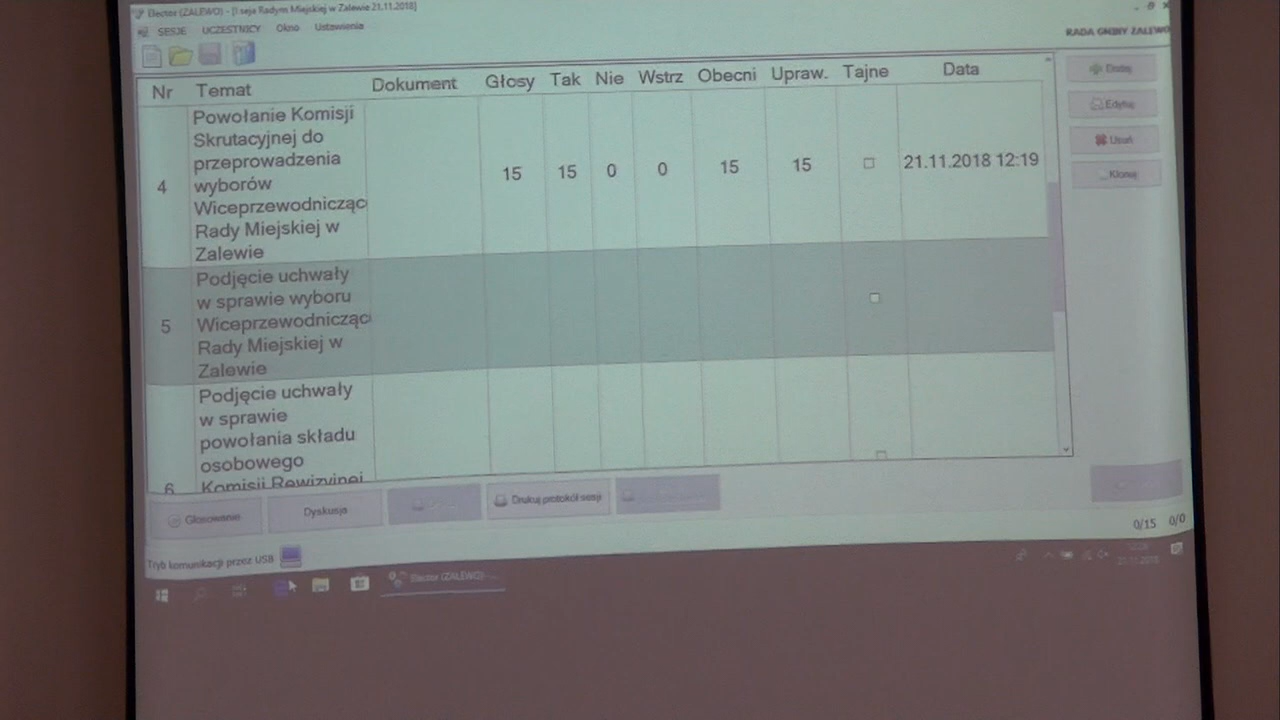 Elector (ZALEWO) - [I sesja Rady Miejskiej w Zalewie 21.11.2018]
SESJE UCZESTNICY Okno Ustawienia
RADA GMINY ZALEWO
Nr Temat Dokument Głosy Tak Nie Wstrz Obecni Upraw. Tajne Data
Dodaj
Edytuj
Usuń
Klonuj
Powołanie Komisji
Skrutacyjnej do
przeprowadzenia
4 wyborów 15 15 0 0 15 15 21.11.2018 12:19
Wiceprzewodnicząc
Rady Miejskiej w
Zalewie
Podjęcie uchwały
w sprawie wyboru
5 Wiceprzewodnicząc
Rady Miejskiej w
Zalewie
Podjęcie uchwały
w sprawie
powołania składu
osobowego
6 Komisji Rewizyjnej
Głosowanie Dyskusja Drukuj protokół sesji
0/15 0/0
Tryb komunikacji przez USB
Elector (ZALEWO) -